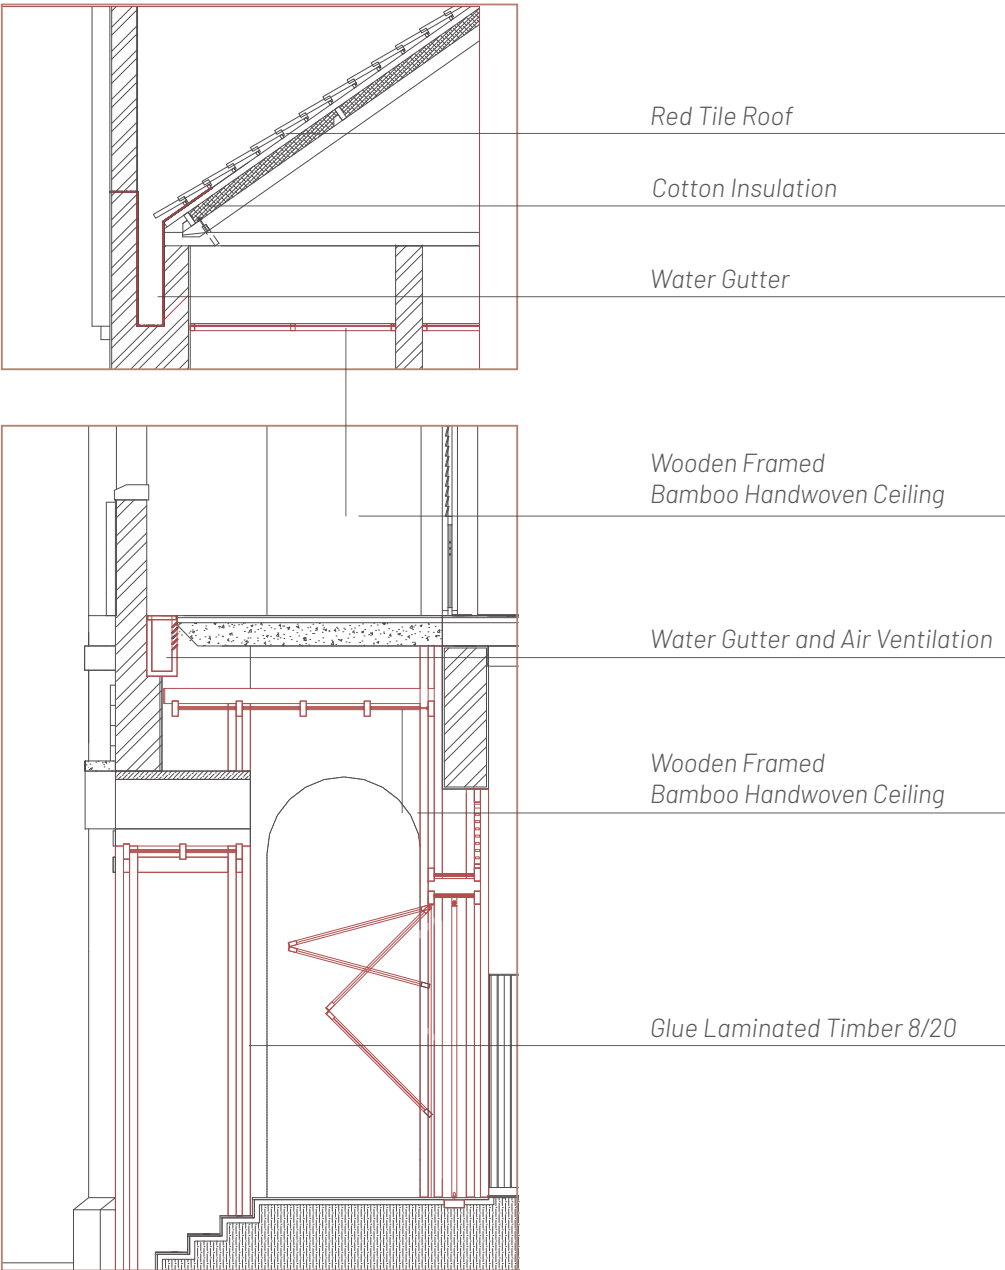 Red Tile Roof
Cotton Insulation
Water Gutter
Wooden Framed
Bamboo Handwoven Ceiling
Water Gutter and Air Ventilation
Wooden Framed
Bamboo Handwoven Ceiling
Glue Laminated Timber 8/20